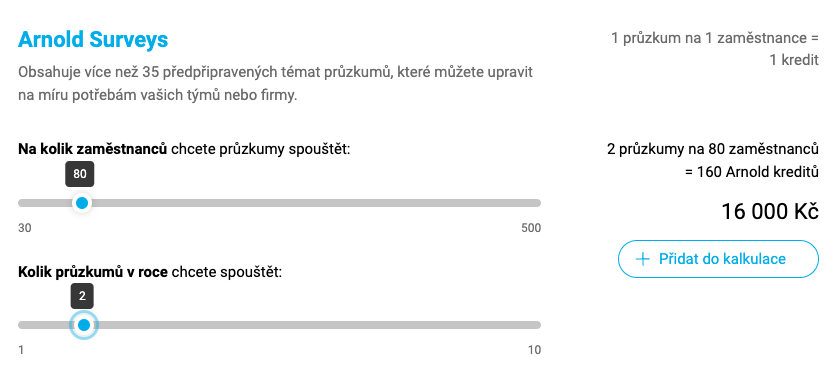 Arnold Surveys
1 průzkum na 1 zaměstnance =
1 kredit
Obsahuje více než 35 předpřipravených témat průzkumů, které můžete upravit
na míru potřebám vašich týmů nebo firmy.
Na kolik zaměstnanců chcete průzkumy spouštět:
80
30
500
2 průzkumy na 80 zaměstnanců
= 160 Arnold kreditů
16 000 Kč
Přidat do kalkulace
Kolik průzkumů v roce chcete spouštět:
2
1
10